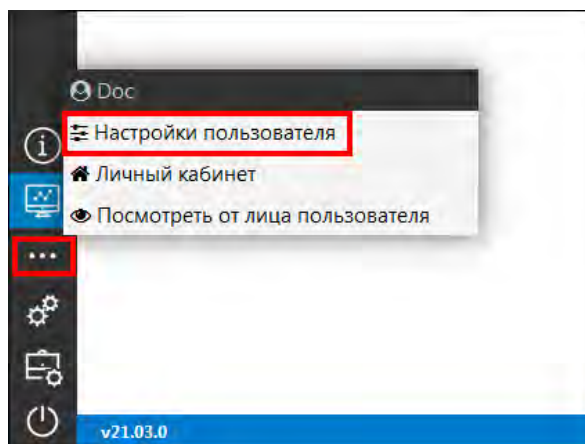 Doc
Настройки пользователя
Личный кабинет
Посмотреть от лица пользователя
v21.03.0